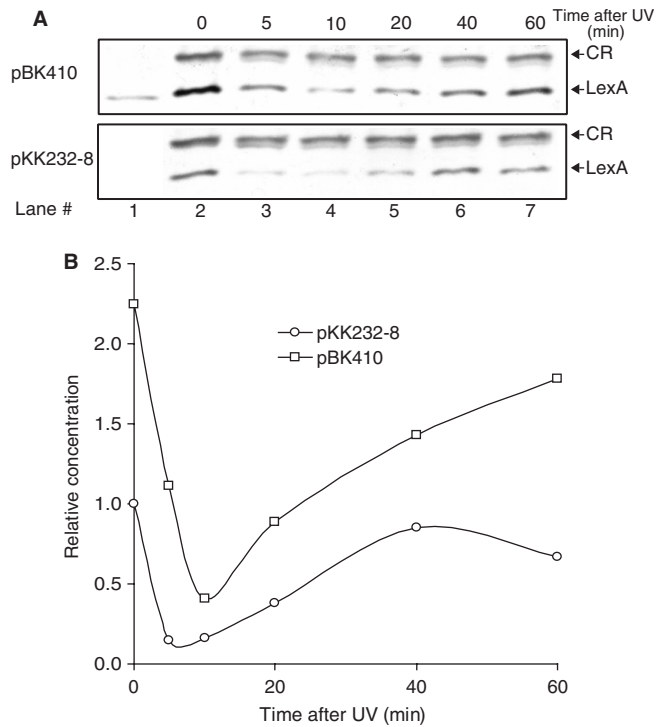 A
0 5 10 20 40 60 Time after UV
(min)
pBK410
CR
LexA
pKK232-8
CR
LexA
Lane # 1 2 3 4 5 6 7
B
2.5
2.0
1.5
1.0
0.5
0.0
Relative concentration
pKK232-8
pBK410
0 20 40 60
Time after UV (min)